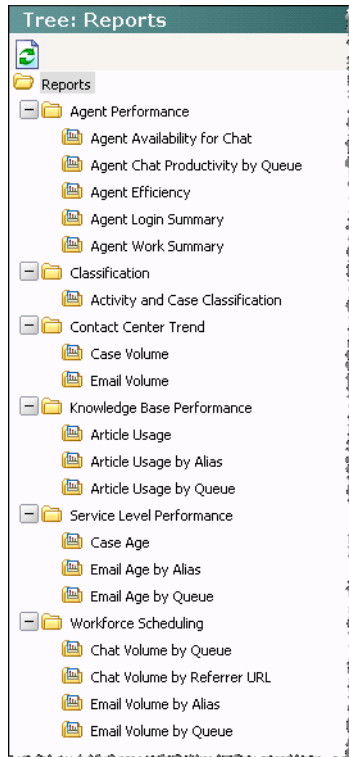 Tree: Reports
Reports
Agent Performance
Agent Availability for Chat
Agent Chat Productivity by Queue
Agent Efficiency
Agent Login Summary
Agent Work Summary
Classification
Activity and Case Classification
Contact Center Trend
Case Volume
Email Volume
Knowledge Base Performance
Article Usage
Article Usage by Alias
Article Usage by Queue
Service Level Performance
Case Age
Email Age by Alias
Email Age by Queue
Workforce Scheduling
Chat Volume by Queue
Chat Volume by Referrer URL
Email Volume by Alias
Email Volume by Queue